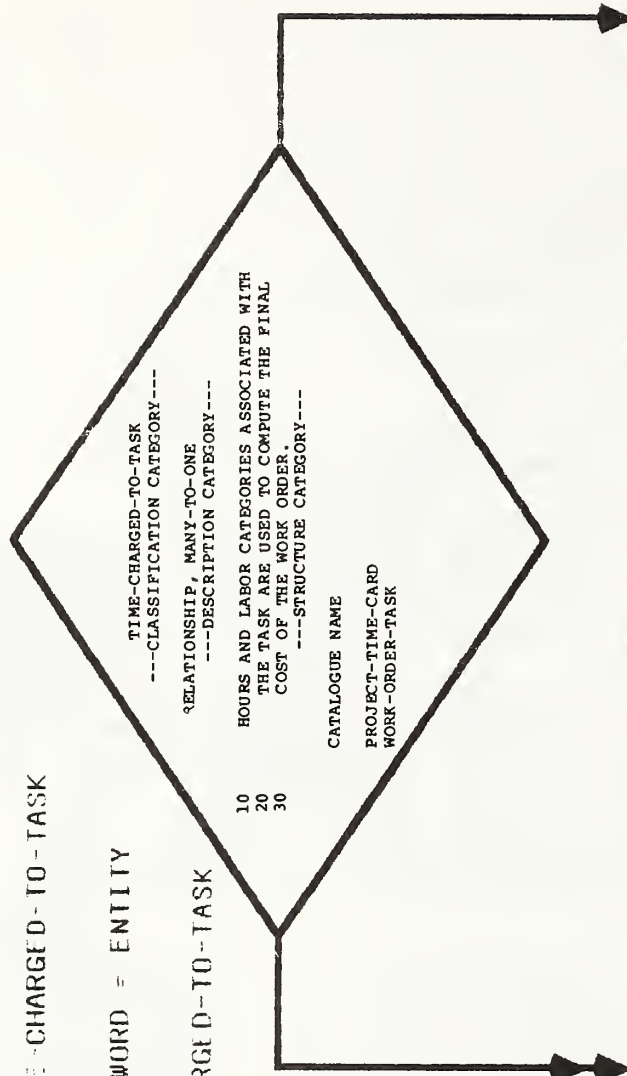 CHARGED-TO-TASK
WORD = ENTITY
TO-TASK
TIME-CHARGED-TO-TASK
---CLASSIFICATION CATEGORY---
RELATIONSHIP, MANY-TO-ONE
---DESCRIPTION CATEGORY---
10 HOURS AND LABOR CATEGORIES ASSOCIATED WITH
20 THE TASK ARE USED TO COMPUTE THE FINAL
30 COST OF THE WORK ORDER.
---STRUCTURE CATEGORY---
CATALOGUE NAME
PROJECT-TIME-CARD
WORK-ORDER-TASK